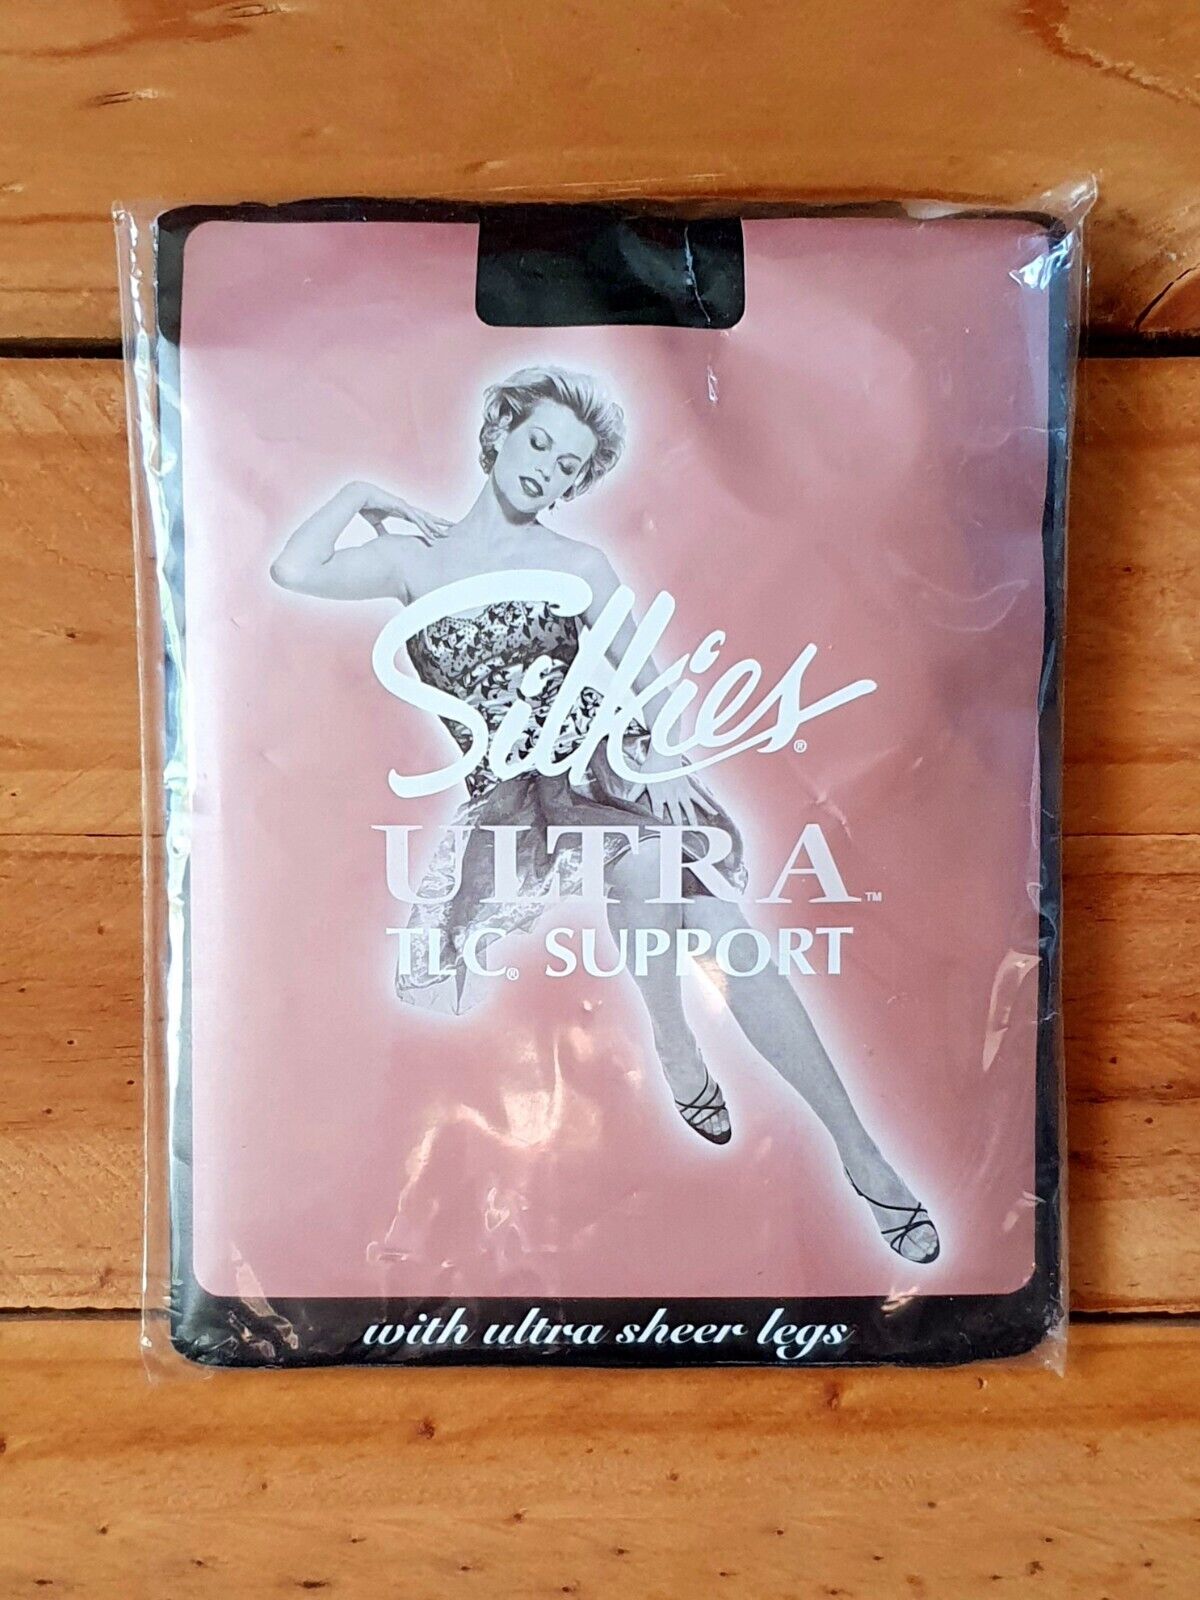 Silkies®
ULTRA™
TLC® SUPPORT
with ultra sheer legs